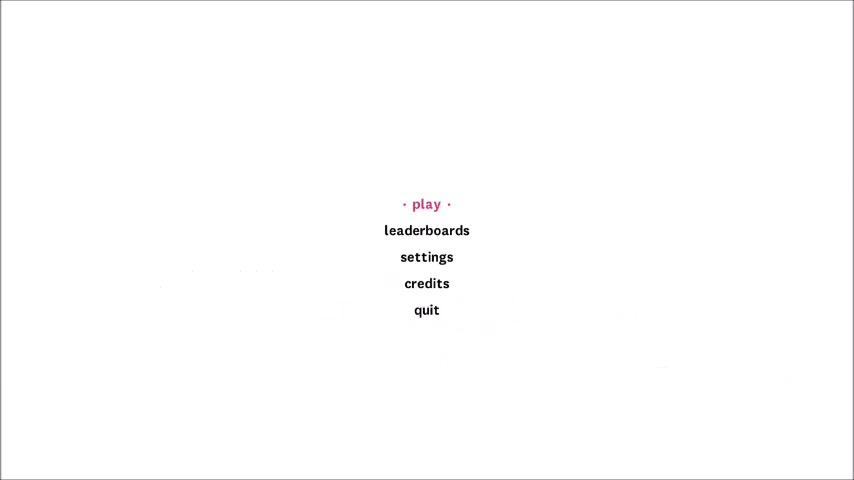 · play ·
leaderboards
settings
credits
quit